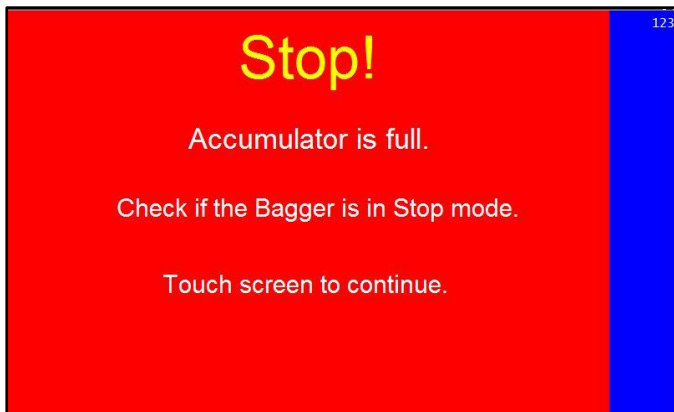 123
Stop!
Accumulator is full.
Check if the Bagger is in Stop mode.
Touch screen to continue.